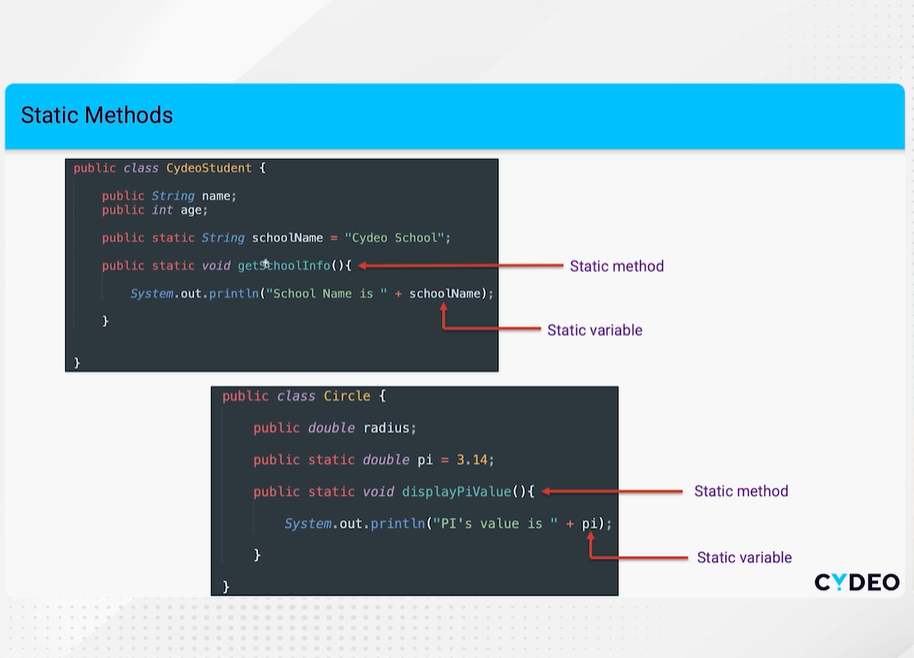 Static Methods
public class CydeoStudent {
public String name;
public int age;
public static String schoolName = "Cydeo School";
public static void getSchoolInfo(){
Static method
System.out.println("School Name is " + schoolName);
}
Static variable
}
public class Circle {
public double radius;
public static double pi = 3.14;
public static void displayPiValue(){
Static method
System.out.println("PI's value is " + pi);
}
Static variable
}
CYDEO